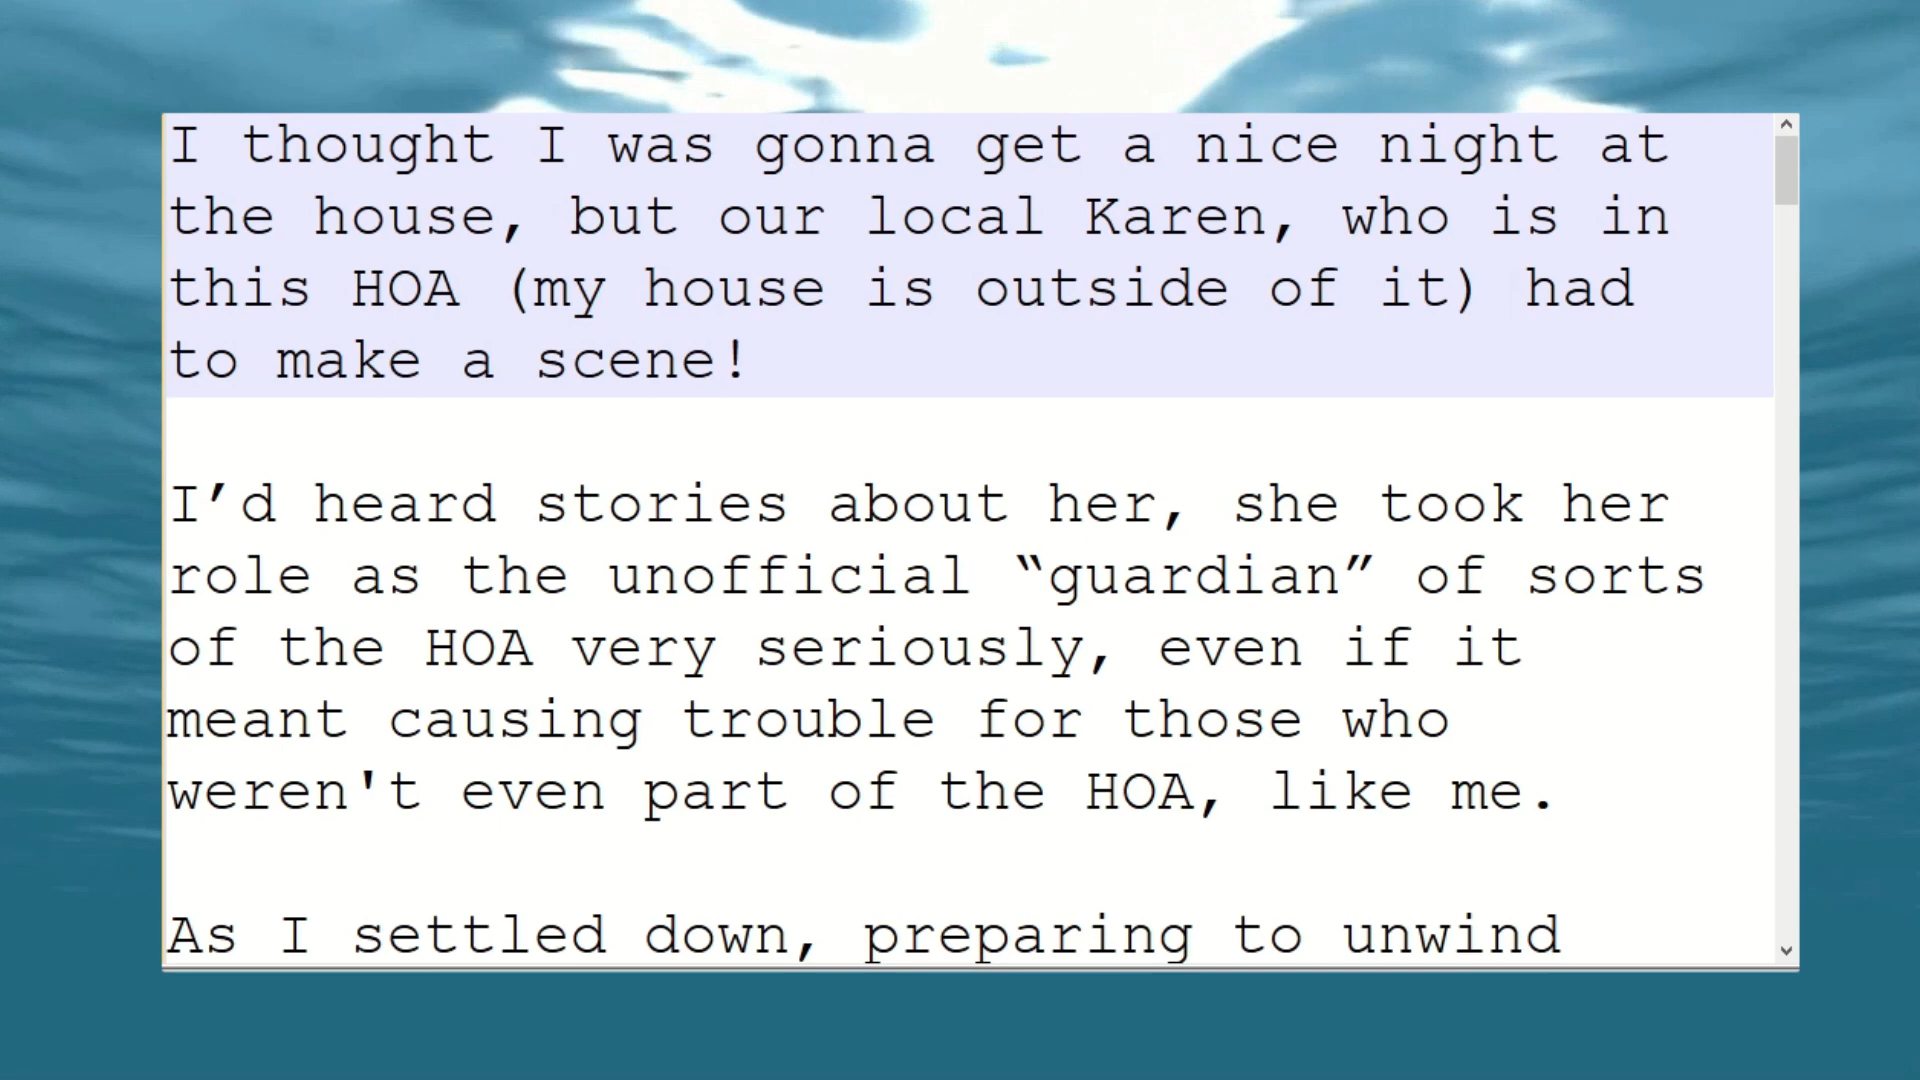 I thought I was gonna get a nice night at
the house, but our local Karen, who is in
this HOA (my house is outside of it) had
to make a scene!
I’d heard stories about her, she took her
role as the unofficial “guardian” of sorts
of the HOA very seriously, even if it
meant causing trouble for those who
weren't even part of the HOA, like me.
As I settled down, preparing to unwind